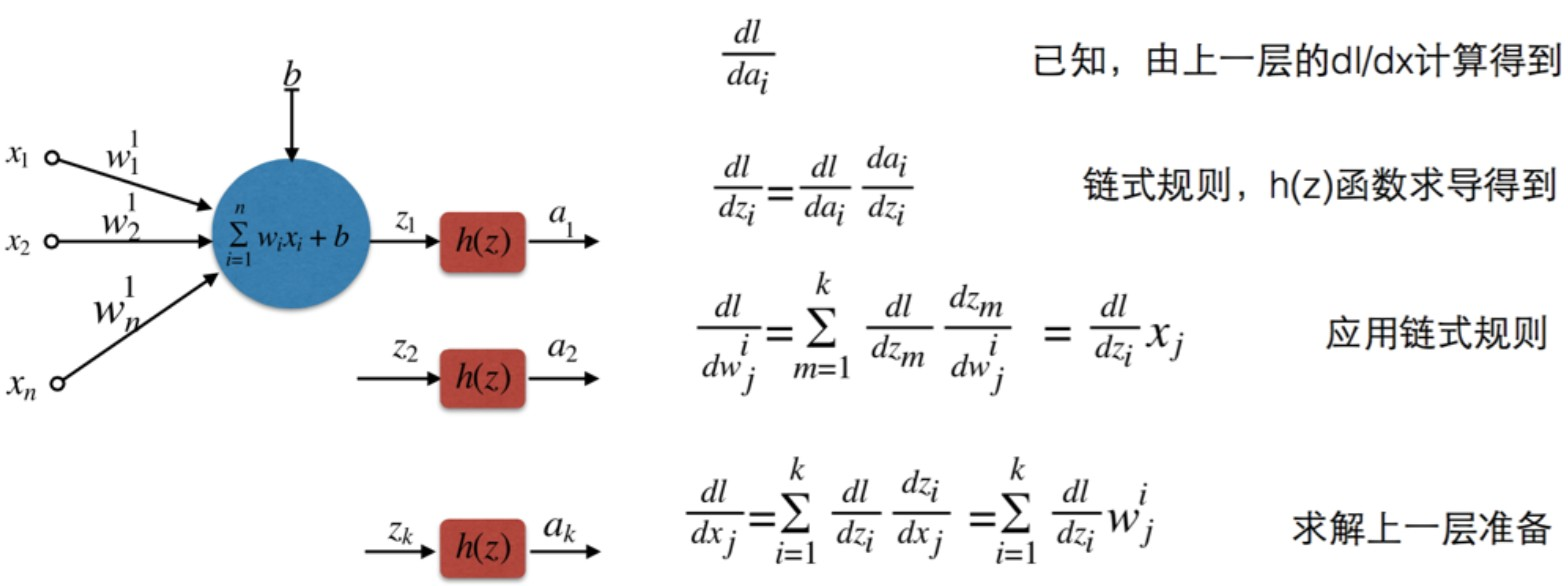 b
x₁
w₁¹
x₂
w₂¹
xₙ
wₙ¹
∑ᵢ₌₁ⁿ wᵢxᵢ + b
z₁
h(z)
a₁
z₂
h(z)
a₂
zₖ
h(z)
aₖ
dl/daᵢ 已知，由上一层的dl/dx计算得到
dl/dzᵢ = dl/daᵢ daᵢ/dzᵢ 链式规则，h(z)函数求导得到
dl/dwⱼⁱ = ∑ₘ₌₁ᵏ dl/dzₘ dzₘ/dwⱼⁱ = dl/dzᵢ xⱼ 应用链式规则
dl/dxⱼ = ∑ᵢ₌₁ᵏ dl/dzᵢ dzᵢ/dxⱼ = ∑ᵢ₌₁ᵏ dl/dzᵢ wⱼⁱ 求解上一层准备